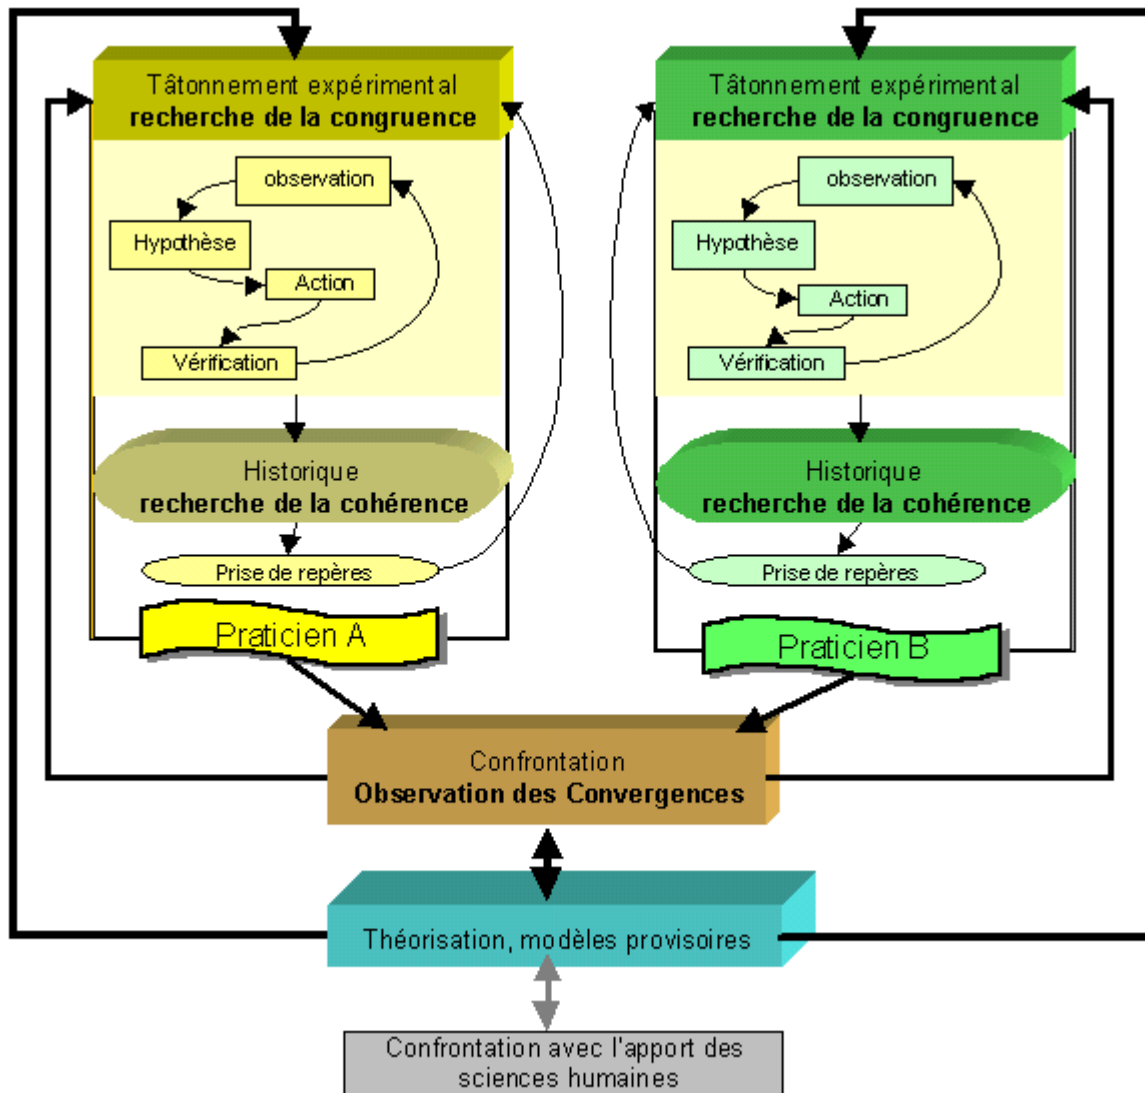 Tâtonnement expérimental
recherche de la congruence
observation
Hypothèse
Action
Vérification
Historique
recherche de la cohérence
Prise de repères
Praticien A
Tâtonnement expérimental
recherche de la congruence
observation
Hypothèse
Action
Vérification
Historique
recherche de la cohérence
Prise de repères
Praticien B
Confrontation
Observation des Convergences
Théorisation, modèles provisoires
Confrontation avec l'apport des
sciences humaines